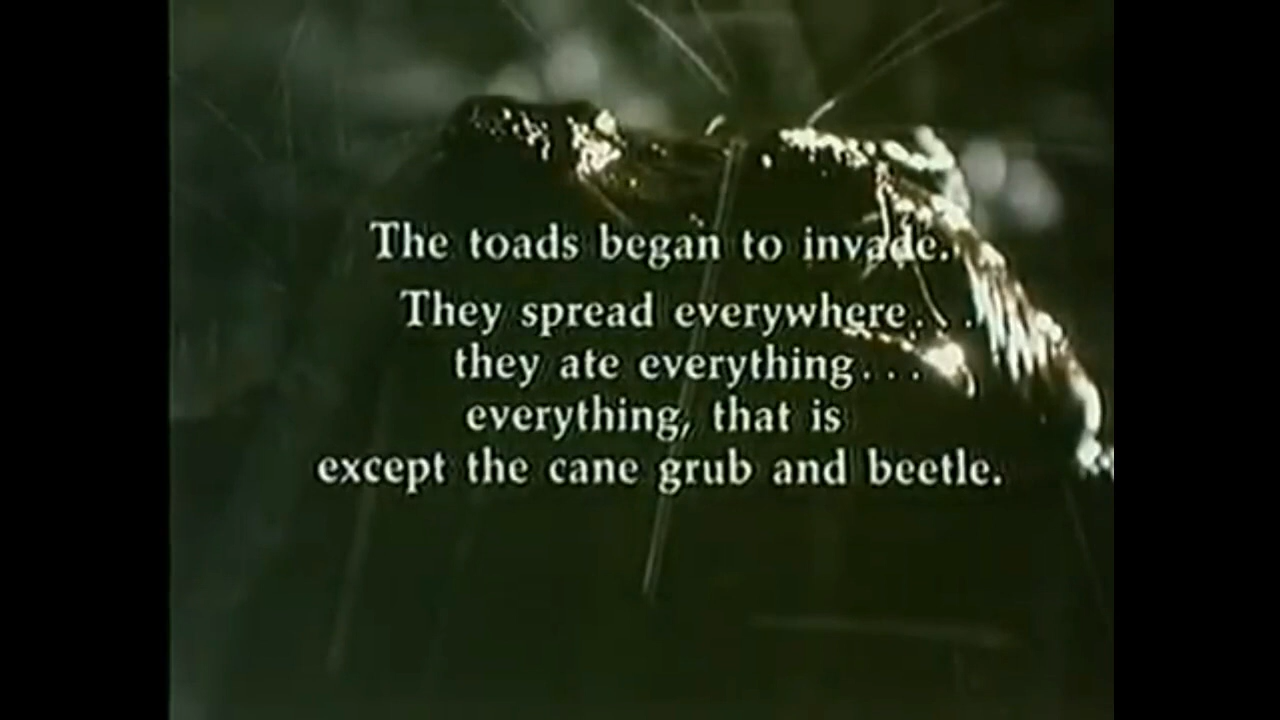 The toads began to invade.
They spread everywhere...
they ate everything...
everything, that is
except the cane grub and beetle.